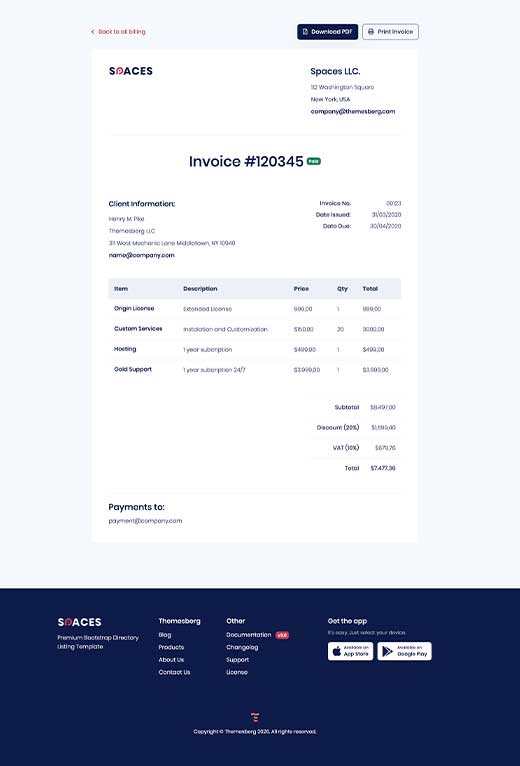 Back to all billing
Download PDF
Print Invoice
SPACES
Spaces LLC.
112 Washington Square
New York, USA
company@themesberg.com
Invoice #120345 Paid
Client Information:
Henry M. Pike
Themesberg LLC
311 West Mechanic Lane Middletown, NY 10940
name@company.com
Invoice No. 00123
Date Issued: 31/03/2020
Date Due: 30/04/2020
Item Description Price Qty Total
Origin License Extended License 999,00 1 999,00
Custom Services Instalation and Customization $150,00 20 3000,00
Hosting 1 year subcription $499,00 1 $499,00
Gold Support 1 year subcription 24/7 $3.999,00 1 $3.999,00
Subtotal $8.497,00
Discount (20%) $1,699,40
VAT (10%) $679,76
Total $7.477,36
Payments to:
payment@company.com
SPACES
Premium Bootstrap Directory
Listing Template
Themesberg
Blog
Products
About Us
Contact Us
Other
Documentation v3.0
Changelog
Support
License
Get the app
It's easy. Just select your device.
Available on
App Store
Available on
Google Play
Copyright © Themesberg 2020. All rights reserved.